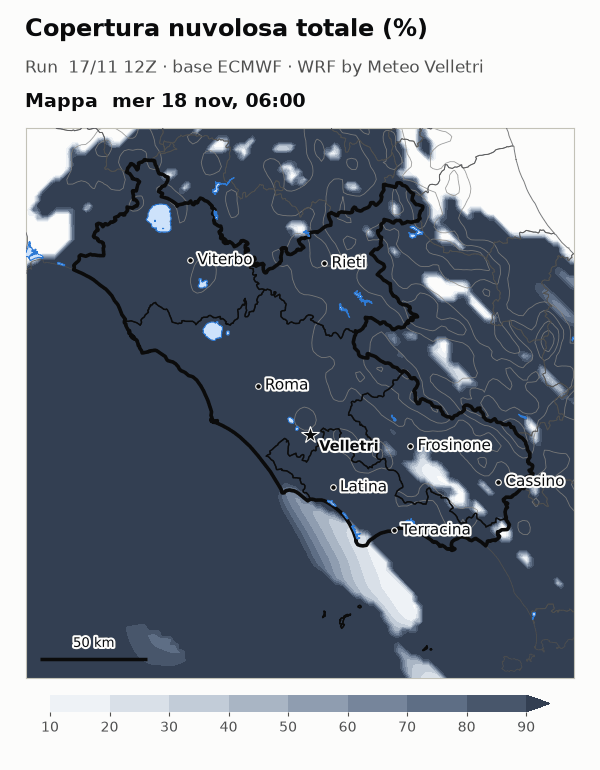 Copertura nuvolosa totale (%)
Run  17/11 12Z · base ECMWF · WRF by Meteo Velletri
Mappa  mer 18 nov, 06:00
Viterbo
Rieti
Roma
Velletri
Frosinone
Latina
Cassino
Terracina
50 km
10 20 30 40 50 60 70 80 90